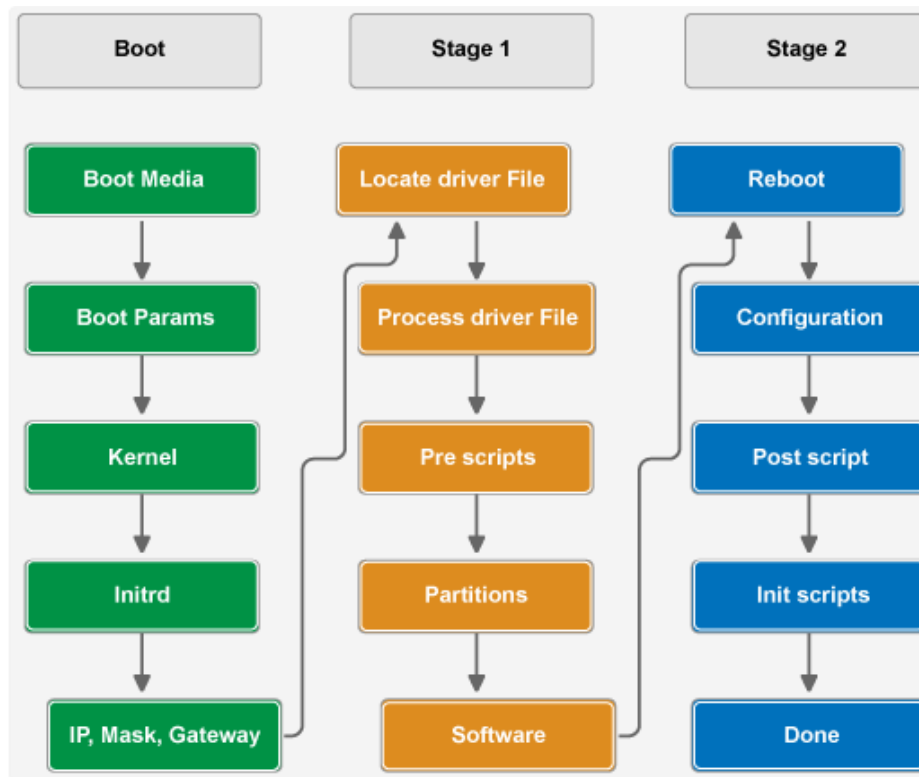 Boot
Stage 1
Stage 2
Boot Media
Boot Params
Kernel
Initrd
IP, Mask, Gateway
Locate driver File
Process driver File
Pre scripts
Partitions
Software
Reboot
Configuration
Post script
Init scripts
Done